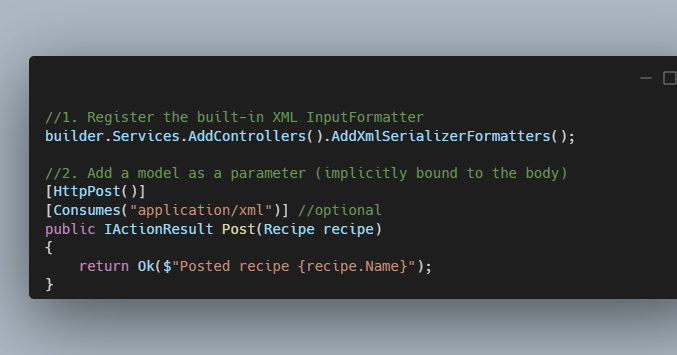 //1. Register the built-in XML InputFormatter
builder.Services.AddControllers().AddXmlSerializerFormatters();
//2. Add a model as a parameter (implicitly bound to the body)
[HttpPost()]
[Consumes("application/xml")] //optional
public IActionResult Post(Recipe recipe)
{
    return Ok($"Posted recipe {recipe.Name}");
}